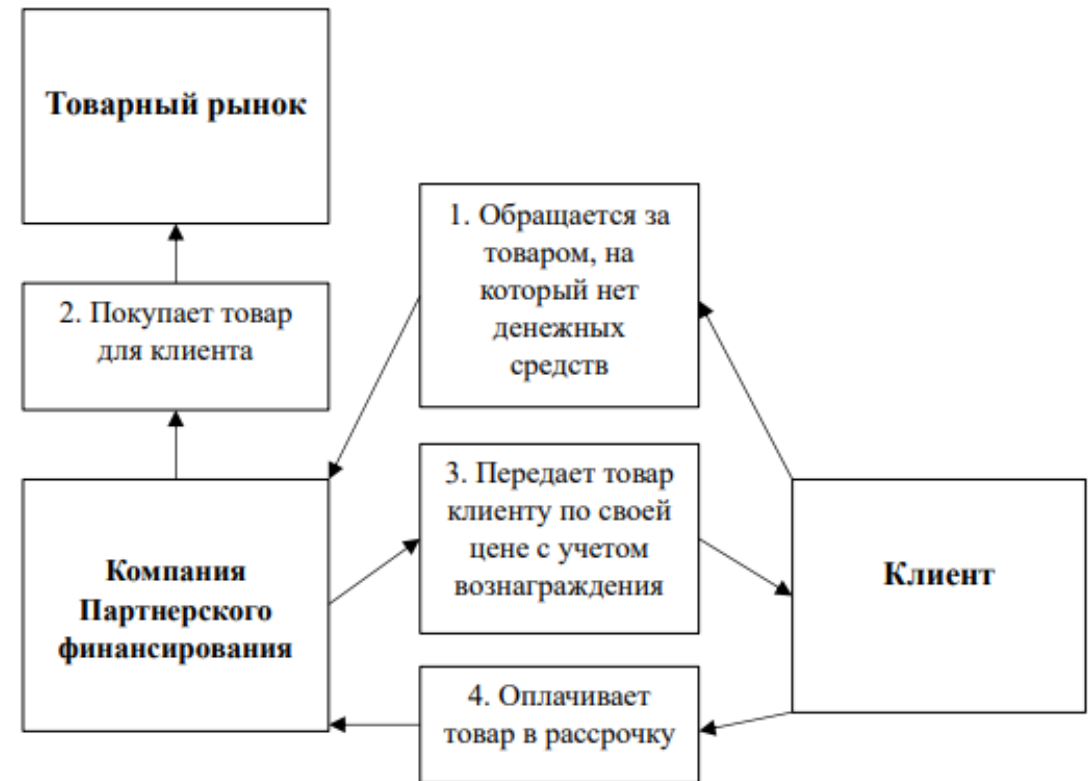 Товарный рынок
1. Обращается за
товаром, на
который нет
денежных
средств
2. Покупает товар
для клиента
3. Передает товар
клиенту по своей
цене с учетом
вознаграждения
Компания
Партнерского
финансирования
Клиент
4. Оплачивает
товар в рассрочку